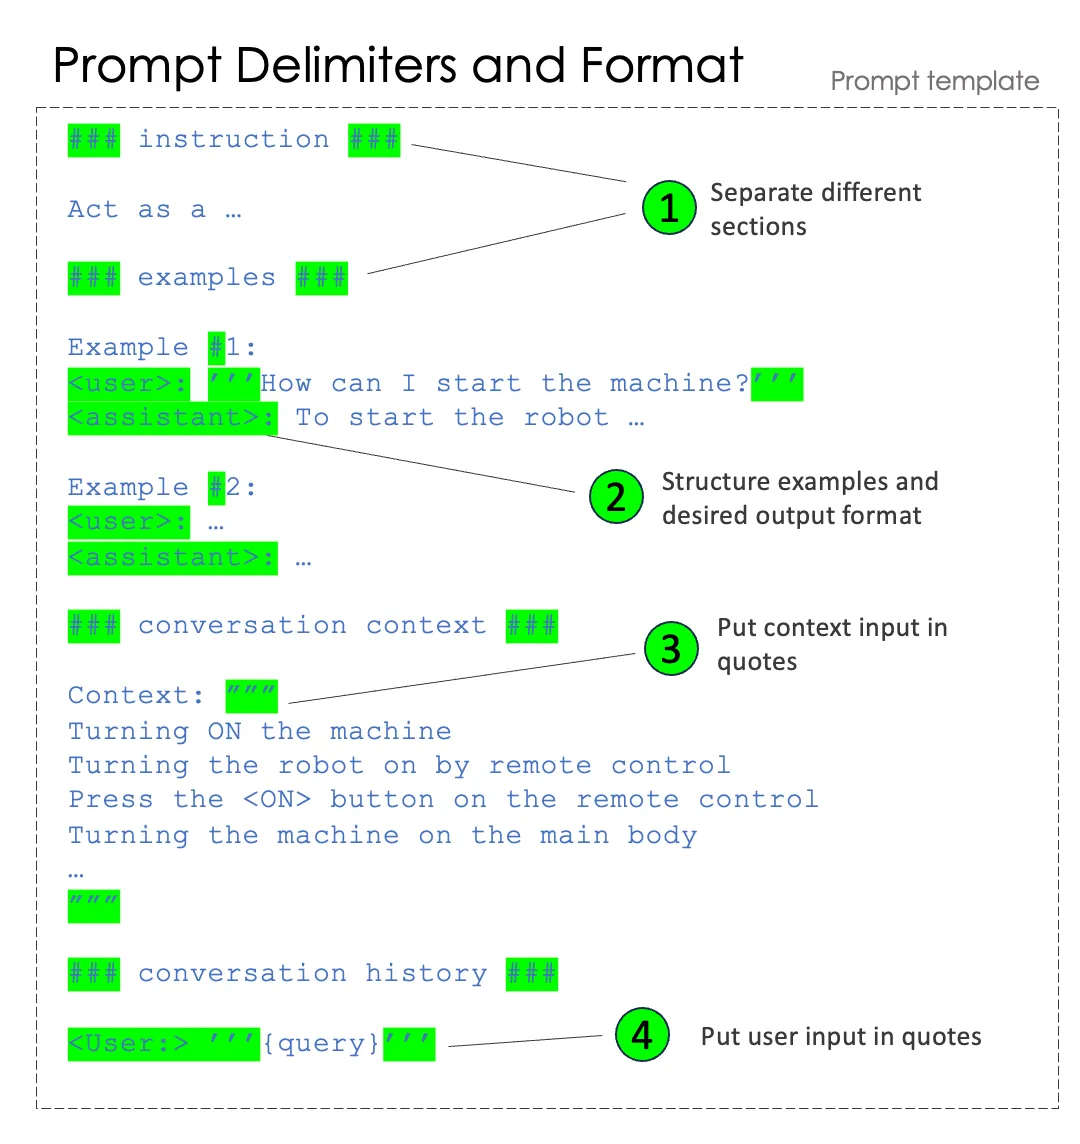 Prompt Delimiters and Format
Prompt template
### instruction ###
1
Separate different
sections
Act as a …
### examples ###
Example #1:
<user>: ’’’How can I start the machine?’’’
<assistant>: To start the robot …
2
Structure examples and
desired output format
Example #2:
<user>: …
<assistant>: …
### conversation context ###
3
Put context input in
quotes
Context: ”””
Turning ON the machine
Turning the robot on by remote control
Press the <ON> button on the remote control
Turning the machine on the main body
…
”””
### conversation history ###
<User:> ’’’{query}’’’
4
Put user input in quotes